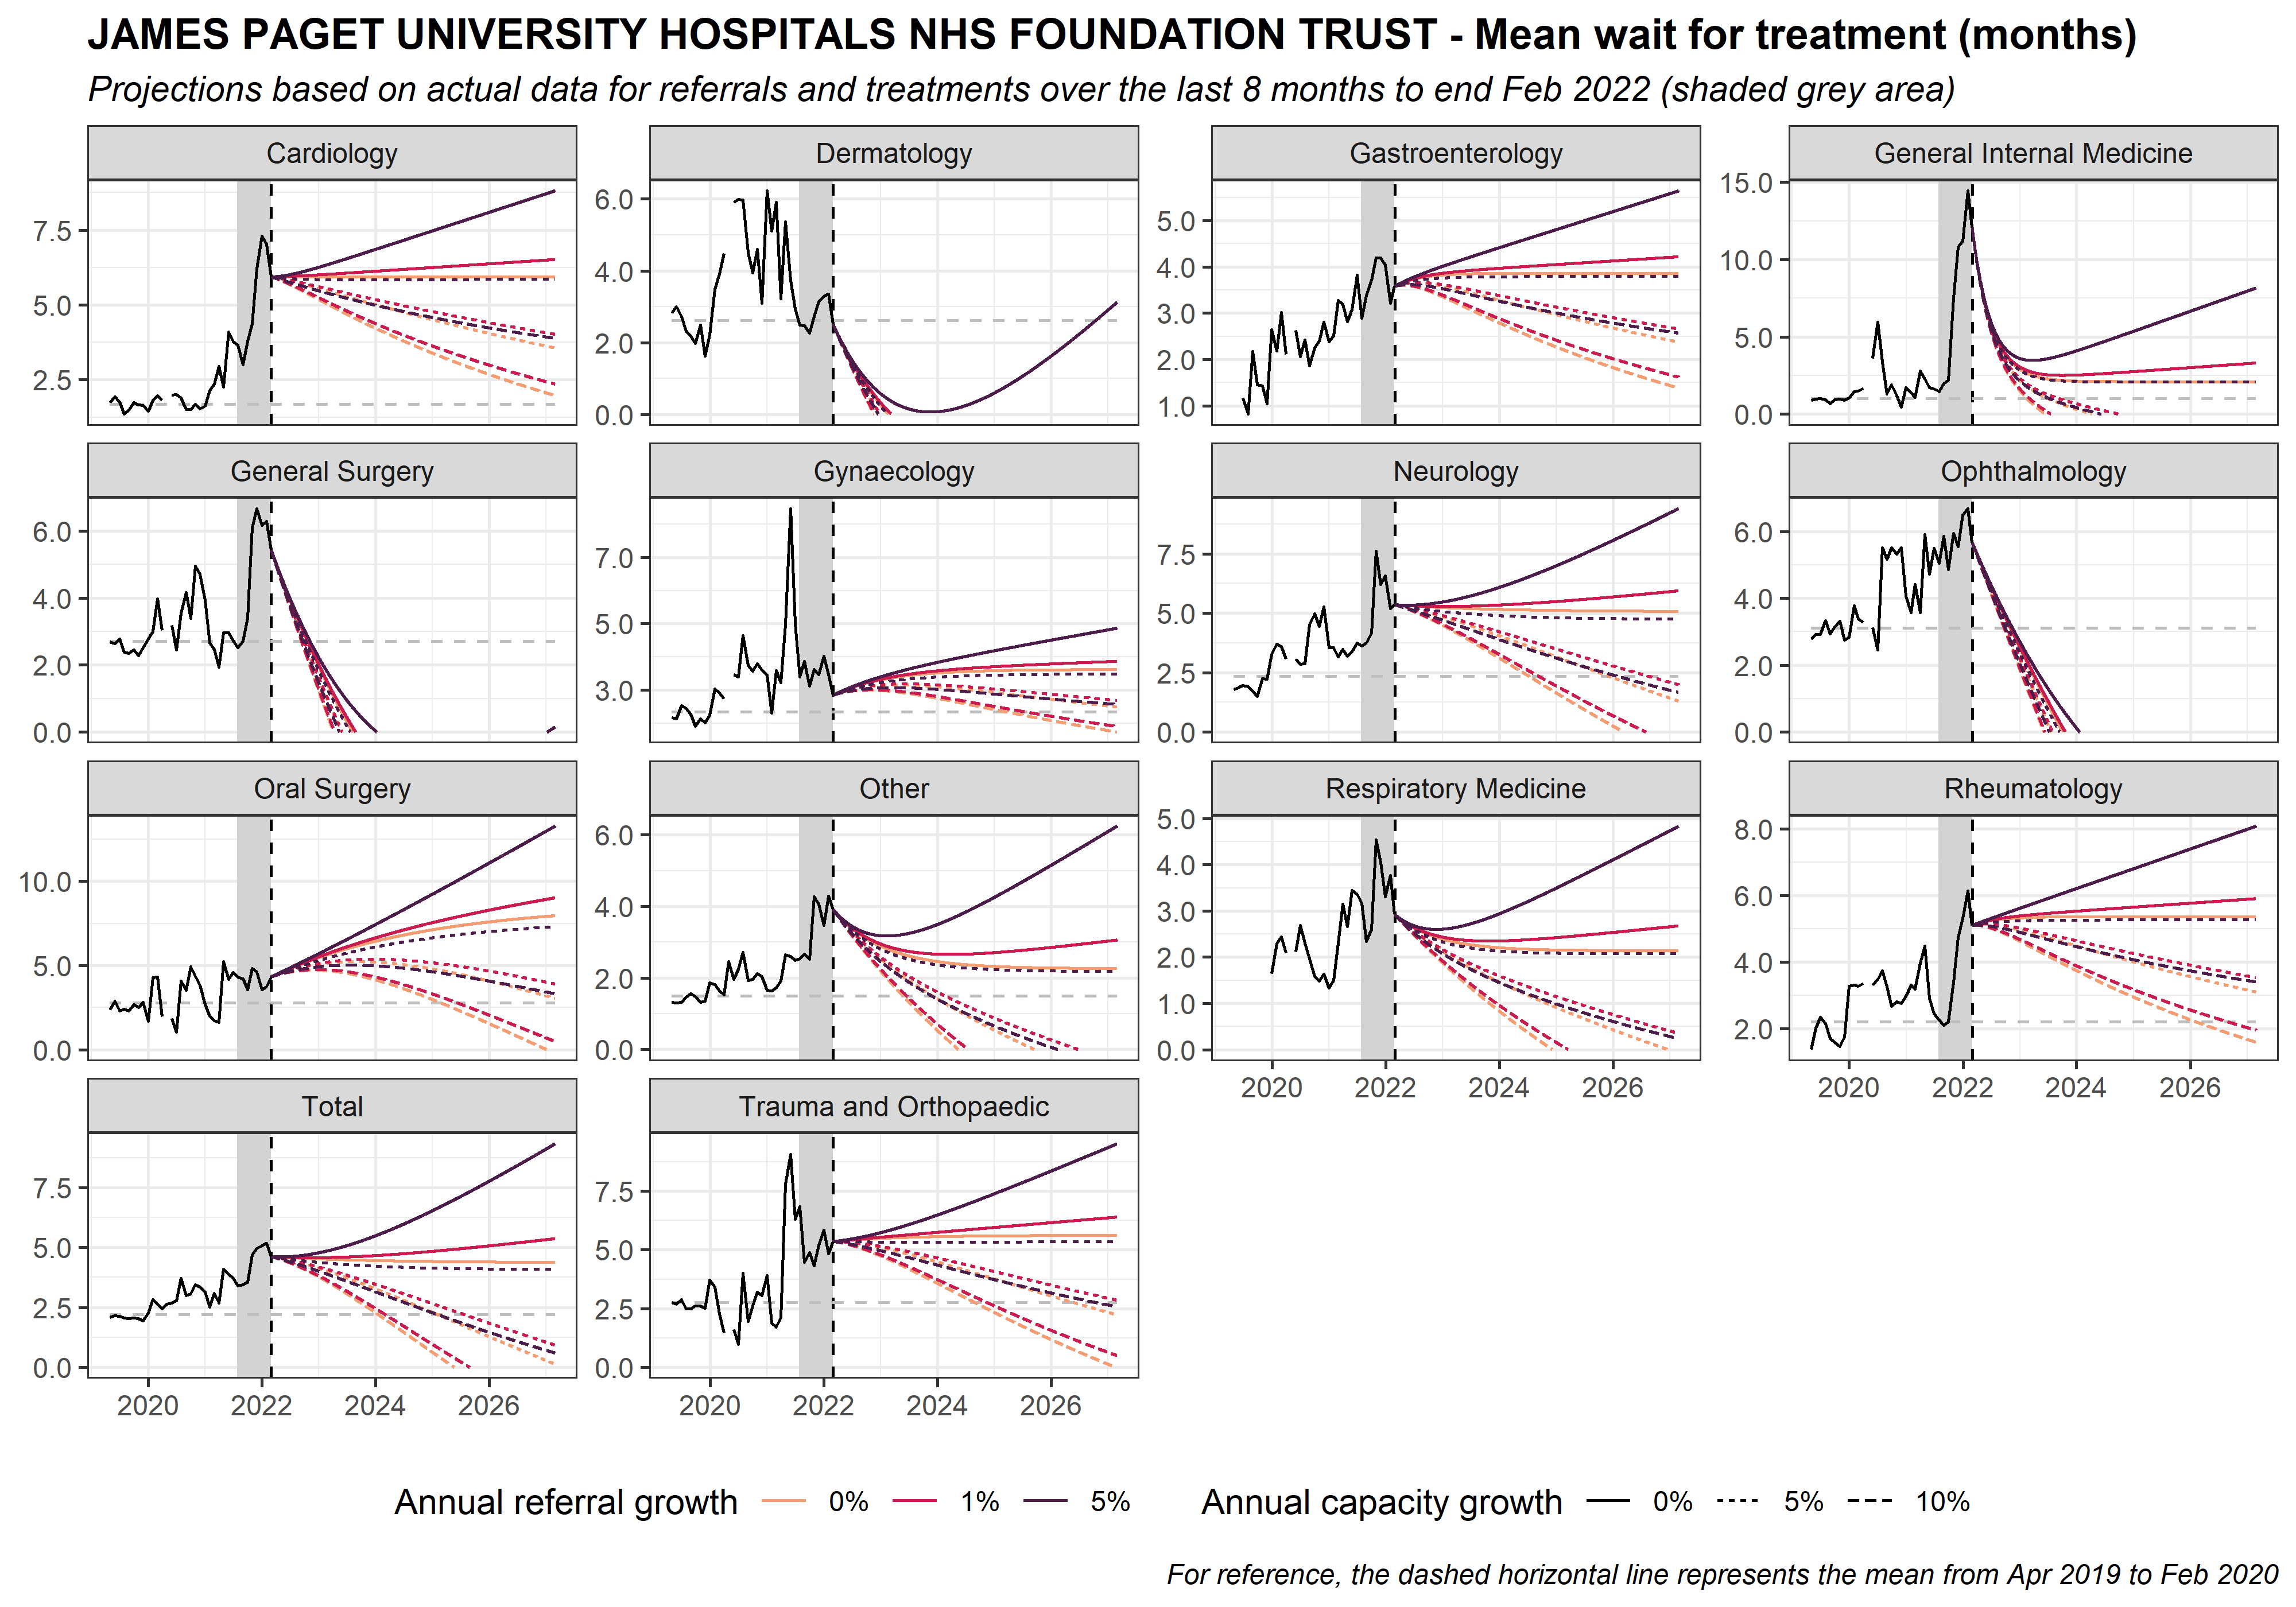 JAMES PAGET UNIVERSITY HOSPITALS NHS FOUNDATION TRUST - Mean wait for treatment (months)
Projections based on actual data for referrals and treatments over the last 8 months to end Feb 2022 (shaded grey area)
Cardiology
7.5
5.0
2.5
Dermatology
6.0
4.0
2.0
0.0
Gastroenterology
5.0
4.0
3.0
2.0
1.0
General Internal Medicine
15.0
10.0
5.0
0.0
General Surgery
6.0
4.0
2.0
0.0
Gynaecology
7.0
5.0
3.0
Neurology
7.5
5.0
2.5
0.0
Ophthalmology
6.0
4.0
2.0
0.0
Oral Surgery
10.0
5.0
0.0
Other
6.0
4.0
2.0
0.0
Respiratory Medicine
5.0
4.0
3.0
2.0
1.0
0.0
2020 2022 2024 2026
Rheumatology
8.0
6.0
4.0
2.0
2020 2022 2024 2026
Total
7.5
5.0
2.5
0.0
2020 2022 2024 2026
Trauma and Orthopaedic
7.5
5.0
2.5
0.0
2020 2022 2024 2026
Annual referral growth 0% 1% 5%
Annual capacity growth 0% 5% 10%
For reference, the dashed horizontal line represents the mean from Apr 2019 to Feb 2020